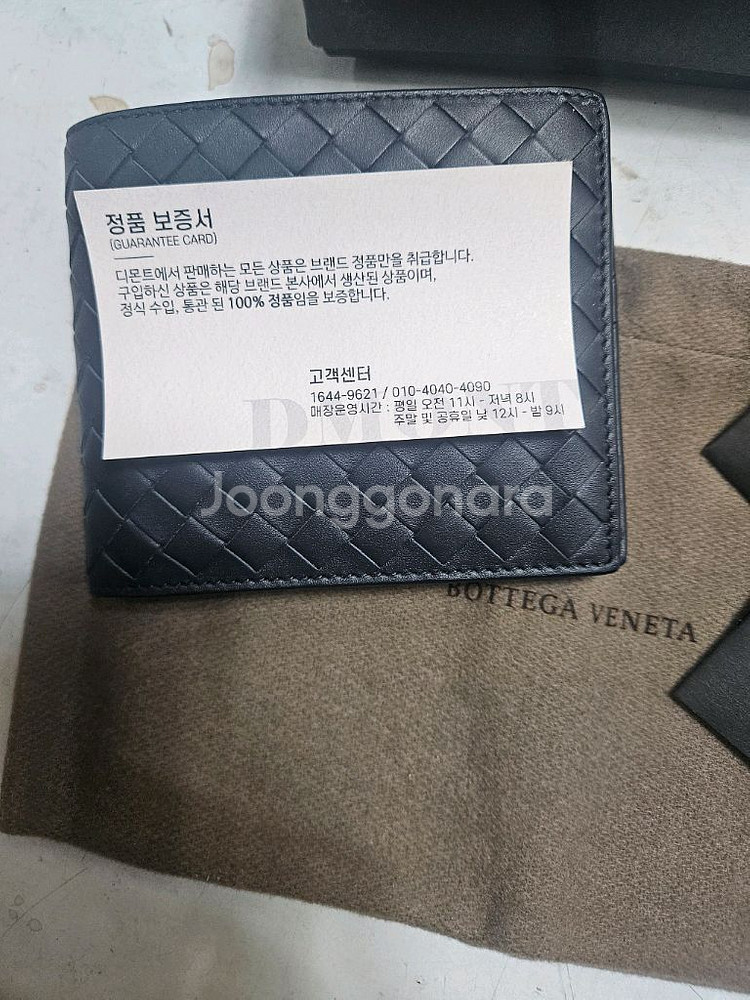 정품 보증서
(GUARANTEE CARD)
디몬트에서 판매하는 모든 상품은 브랜드 정품만을 취급합니다.
구입하신 상품은 해당 브랜드 본사에서 생산된 상품이며,
정식 수입, 통관 된 100% 정품임을 보증합니다.
고객센터
1644-9621 / 010-4040-4090
매장운영시간 : 평일 오전 11시 - 저녁 8시
주말 및 공휴일 낮 12시 - 밤 9시
DMONT
Joonggonara
BOTTEGA VENETA